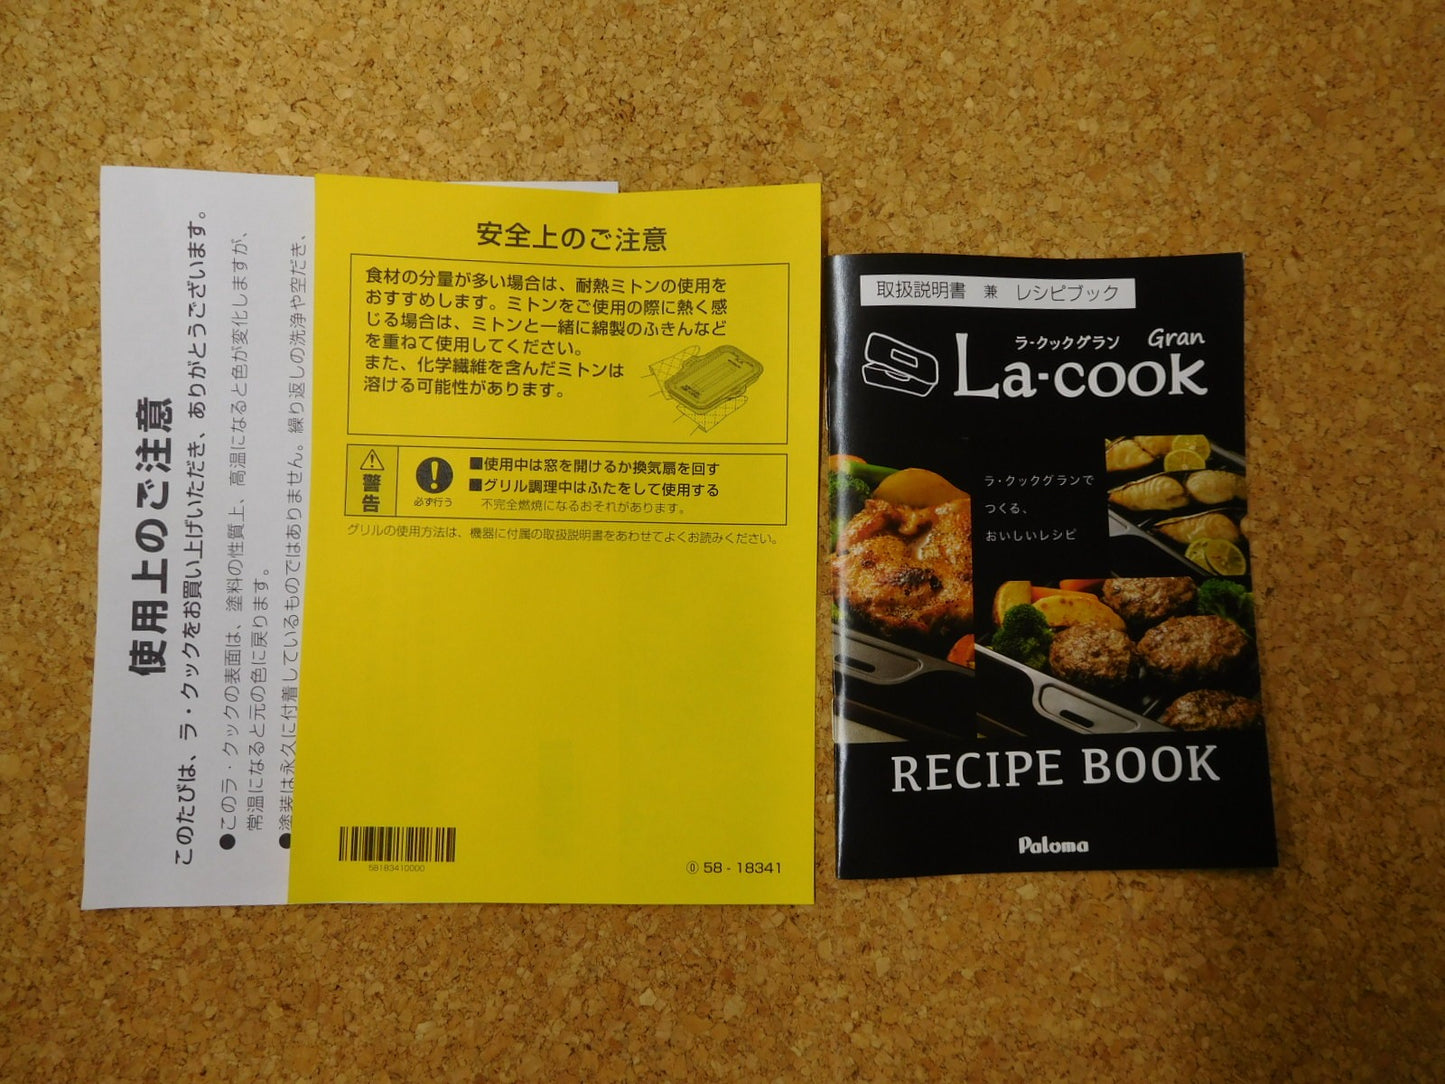 使用上のご注意
このたびは、ラ・クックをお買い上げいただき、ありがとうございます。
●このラ・クックの表面は、塗料の性質上、高温になると色が変化しますが、
常温になると元の色に戻ります。
●塗装は永久に付着しているものではありません。繰り返しの洗浄や空だき、
安全上のご注意
食材の分量が多い場合は、耐熱ミトンの使用を
おすすめします。ミトンをご使用の際に熱く感
じる場合は、ミトンと一緒に綿製のふきんなど
を重ねて使用してください。
また、化学繊維を含んだミトンは
溶ける可能性があります。
警告
必ず行う
■使用中は窓を開けるか換気扇を回す
■グリル調理中はふたをして使用する
不完全燃焼になるおそれがあります。
グリルの使用方法は、機器に付属の取扱説明書をあわせてよくお読みください。
58183410000
⓪ 58 - 18341
取扱説明書 兼 レシピブック
ラ・クックグラン Gran
La-cook
ラ・クックグランで
つくる、
おいしいレシピ
RECIPE BOOK
Paloma